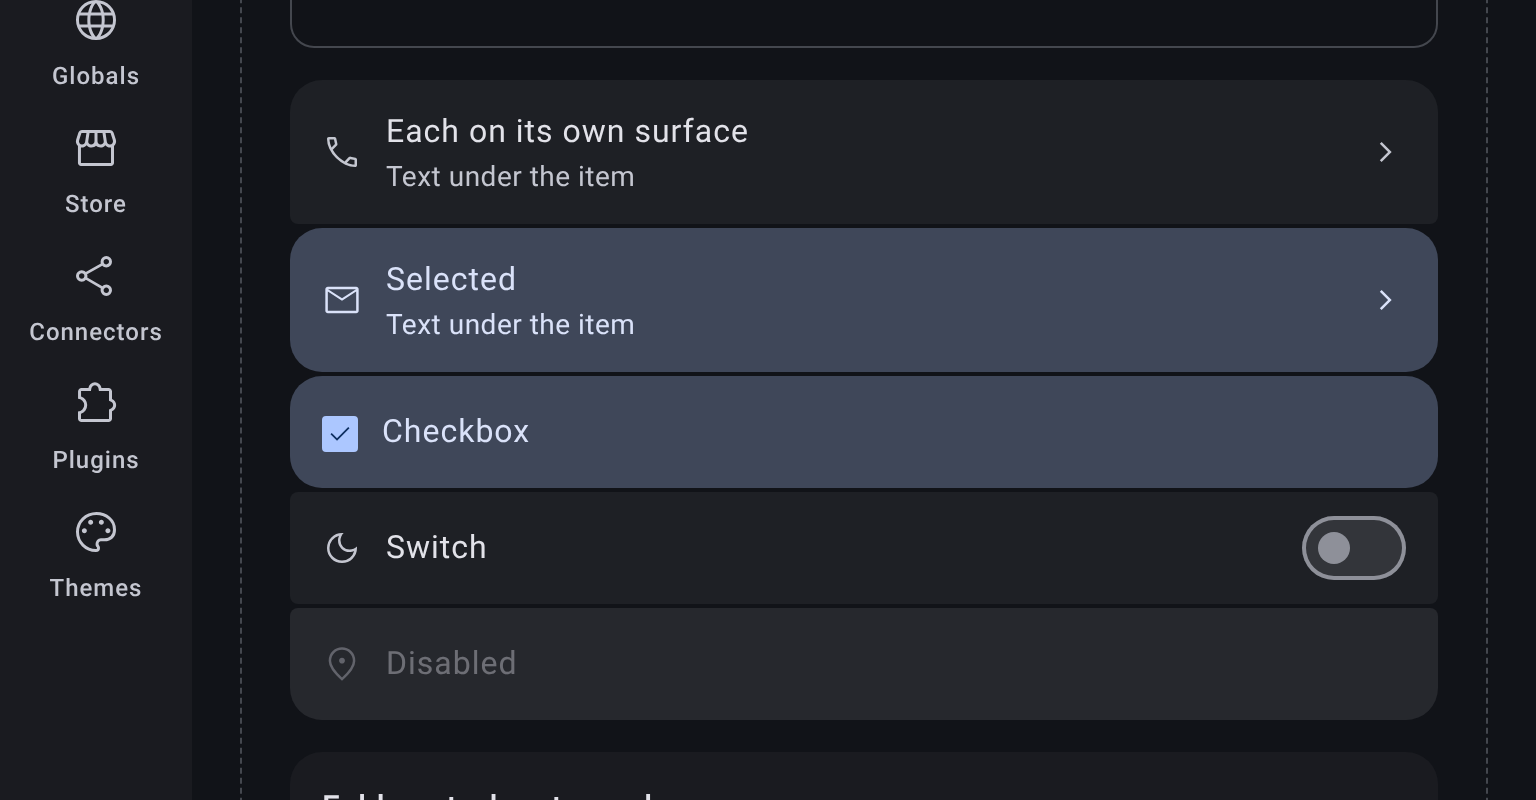 Globals
Store
Connectors
Plugins
Themes
Each on its own surface
Text under the item
Selected
Text under the item
Checkbox
Switch
Disabled